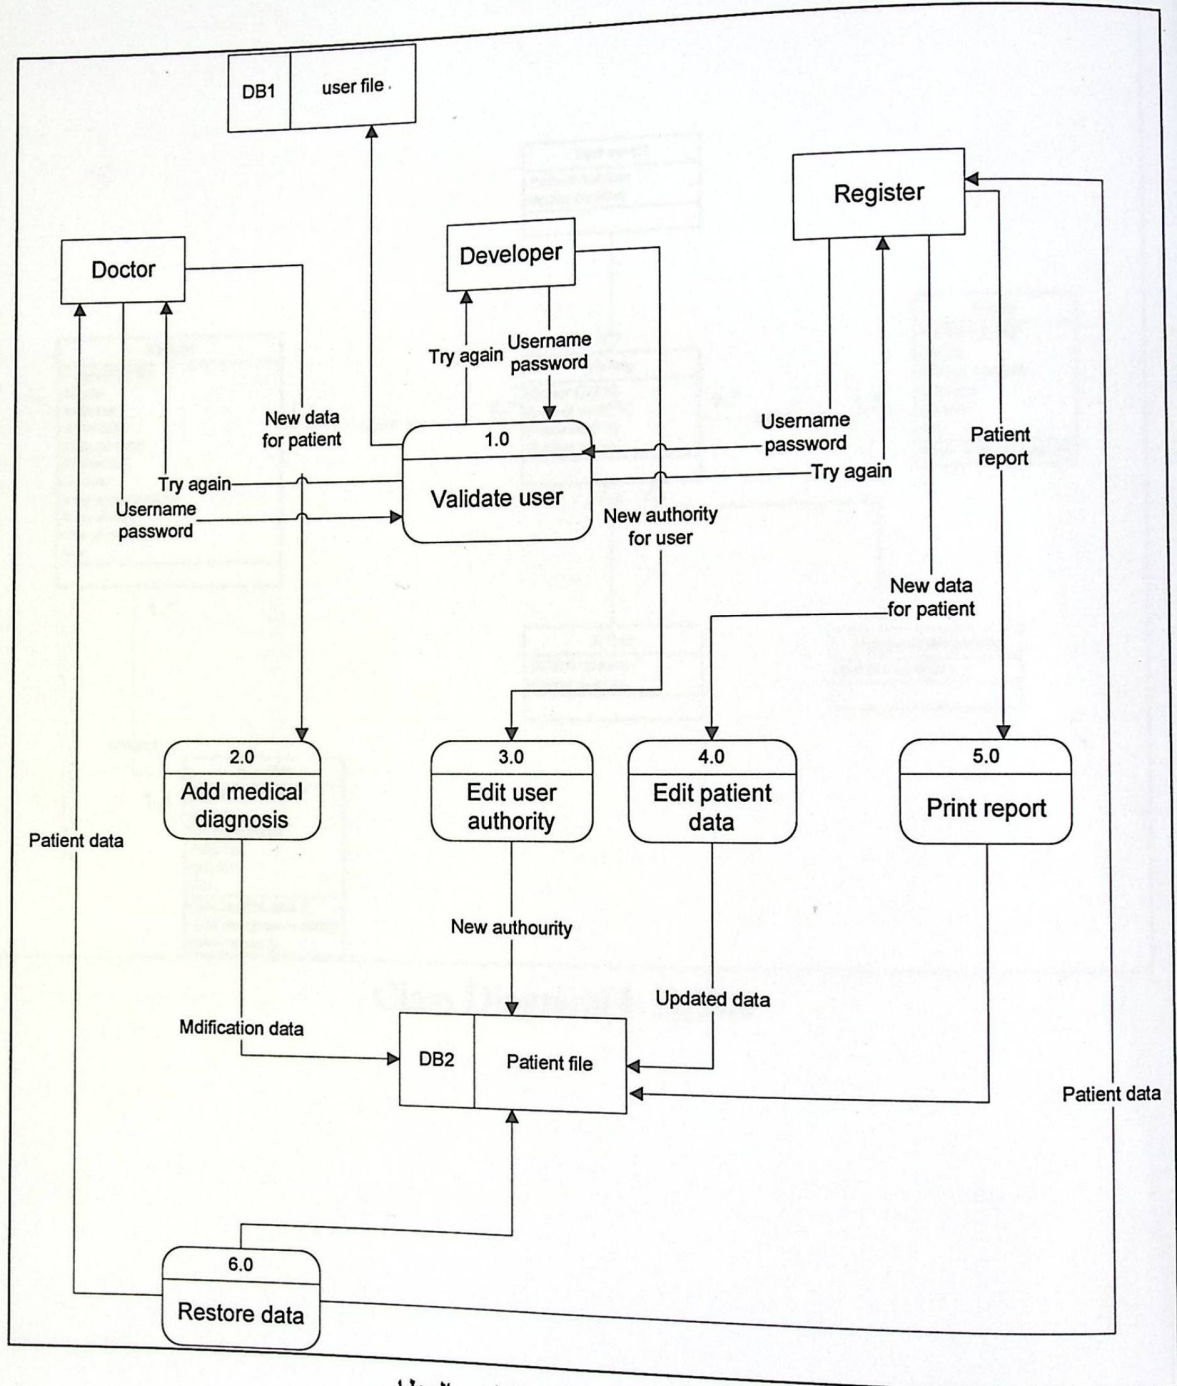 DB1
user file
Register
Doctor
Developer
Try again
Username
password
New data
for patient
Username
password
Patient
report
1.0
Validate user
Try again
Try again
Username
password
New authority
for user
New data
for patient
2.0
Add medical
diagnosis
3.0
Edit user
authority
4.0
Edit patient
data
5.0
Print report
Patient data
New authourity
Updated data
Mdification data
DB2
Patient file
Patient data
6.0
Restore data